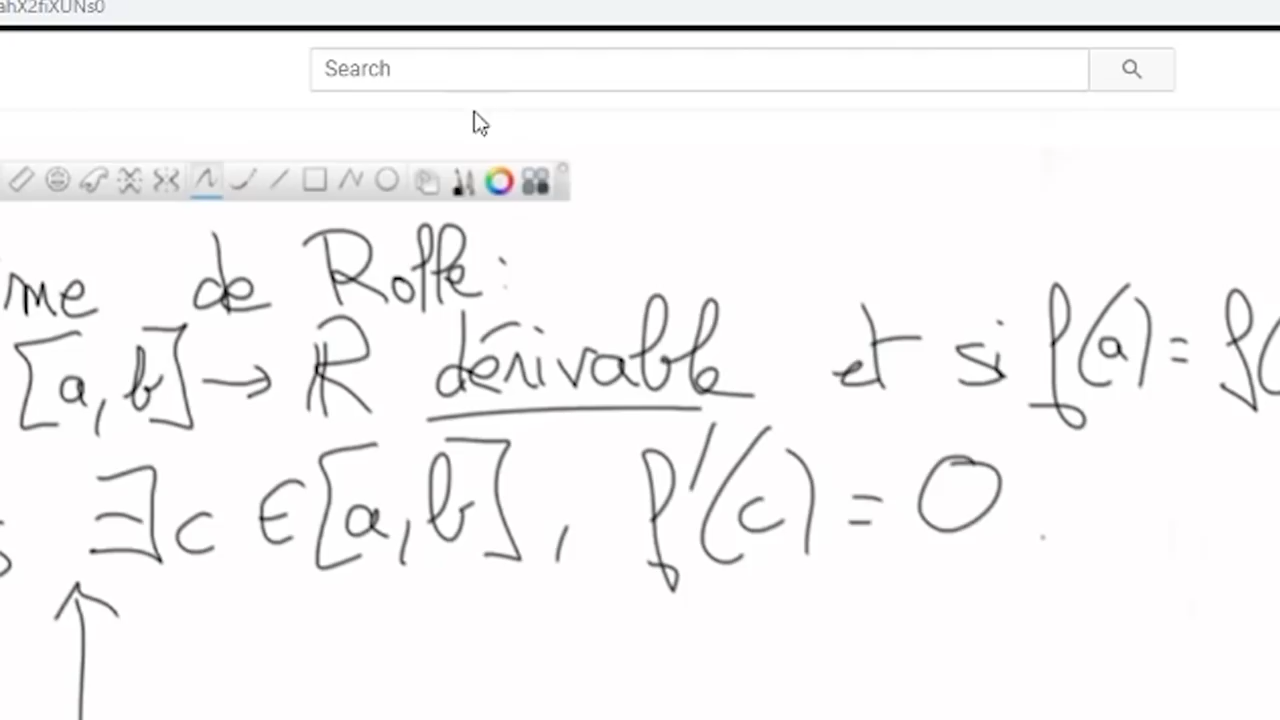 ahX2fiXUNs0
Search
me de Rolle:
[a, b] → ℝ dérivable et si f(a) = f(
∃ c ∈ [a, b], f'(c) = 0.